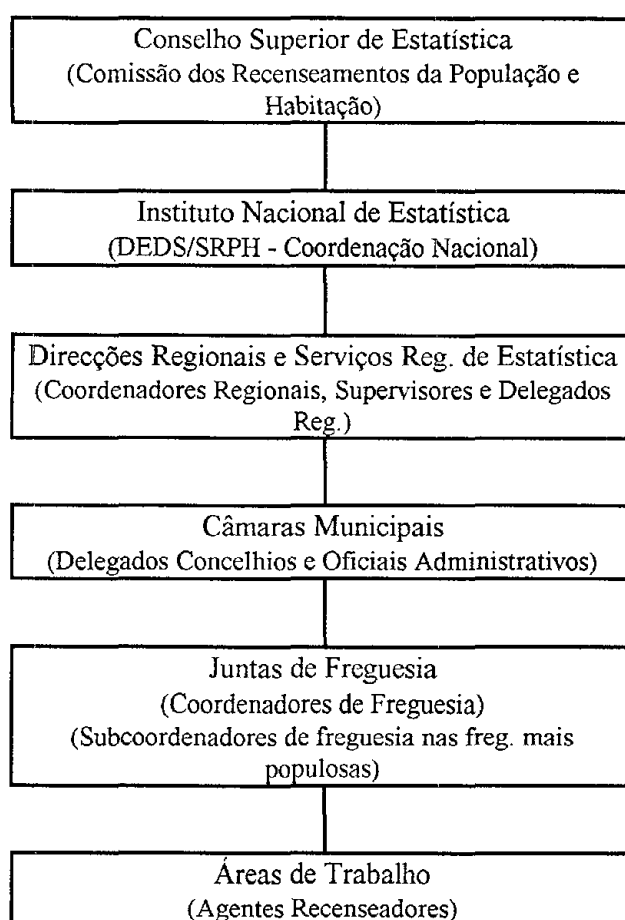 Conselho Superior de Estatística
(Comissão dos Recenseamentos da População e
Habitação)
Instituto Nacional de Estatística
(DEDS/SRPH - Coordenação Nacional)
Direcções Regionais e Serviços Reg. de Estatística
(Coordenadores Regionais, Supervisores e Delegados
Reg.)
Câmaras Municipais
(Delegados Concelhios e Oficiais Administrativos)
Juntas de Freguesia
(Coordenadores de Freguesia)
(Subcoordenadores de freguesia nas freg. mais
populosas)
Áreas de Trabalho
(Agentes Recenseadores)